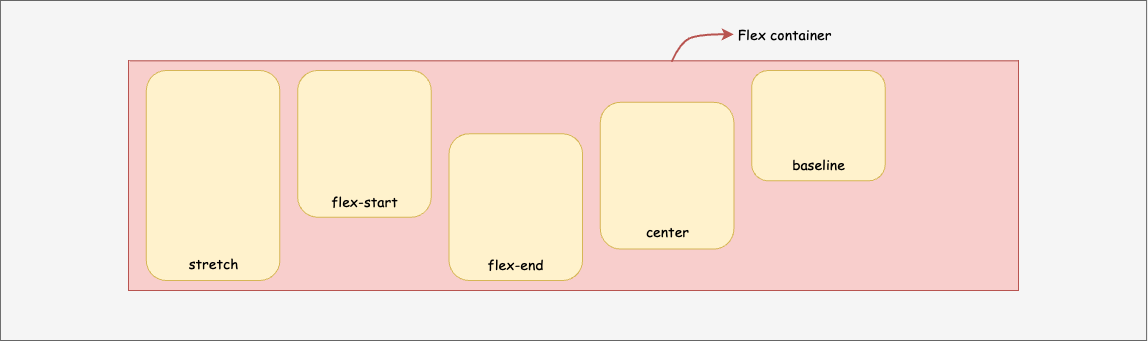 Flex container
stretch
flex-start
flex-end
center
baseline